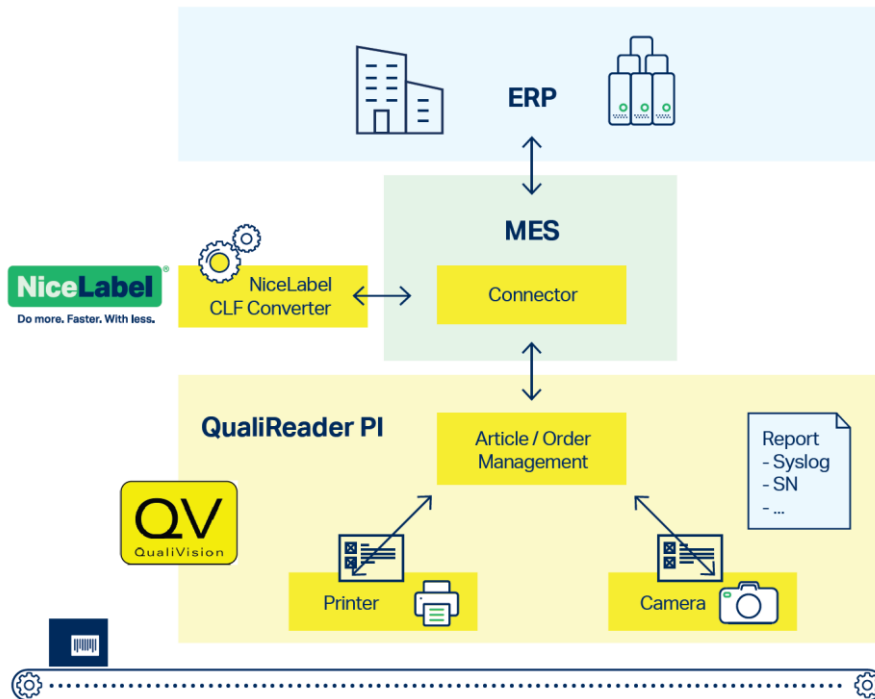 ERP
MES
NiceLabel®
Do more. Faster. With less.
NiceLabel
CLF Converter
Connector
QualiReader PI
Article / Order
Management
Report
- Syslog
- SN
- ...
QV
QualiVision
Printer
Camera